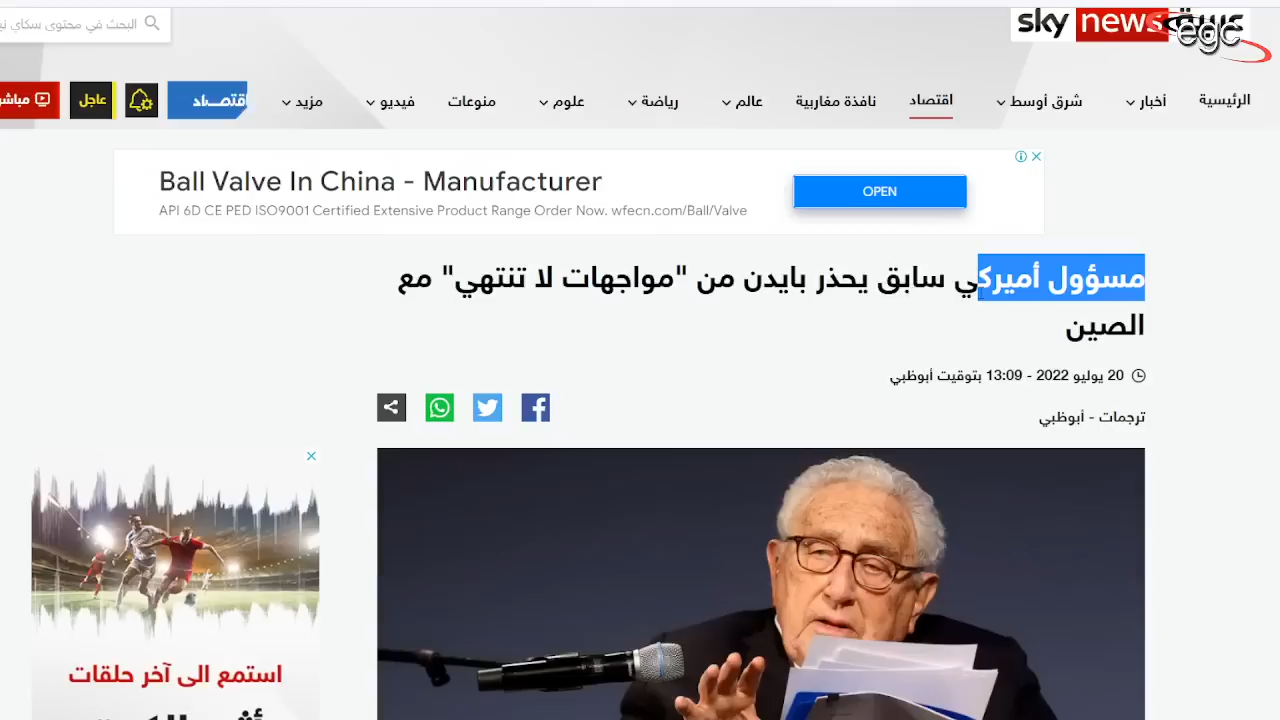 البحث في محتوى سكاي
sky news عربية
egc
الرئيسية
أخبار
شرق أوسط
اقتصاد
نافذة مغاربية
عالم
رياضة
علوم
منوعات
فيديو
مزيد
اقتصاد
عاجل
مباشر
Ball Valve In China - Manufacturer
API 6D CE PED ISO9001 Certified Extensive Product Range Order Now. wfecn.com/Ball/Valve
OPEN
مسؤول أميركي سابق يحذر بايدن من "مواجهات لا تنتهي" مع
الصين
20 يوليو 2022 - 13:09 بتوقيت أبوظبي
ترجمات - أبوظبي
استمع الى آخر حلقات